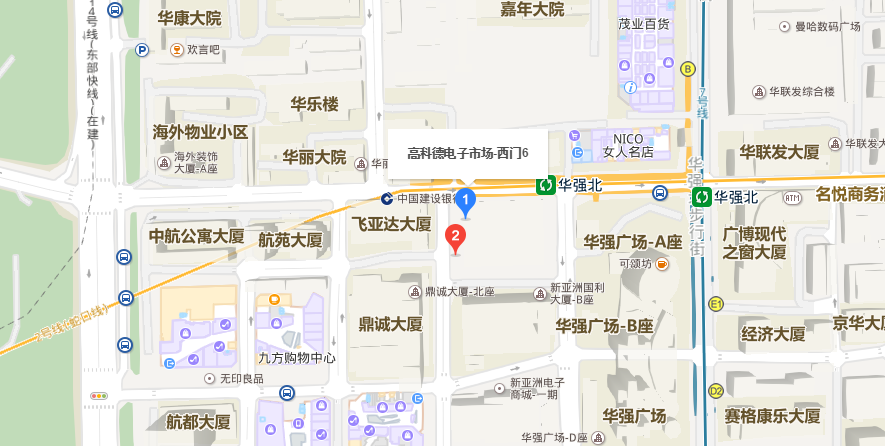 华康大院
嘉年大院
茂业百货
曼哈数码广场
P
欢言吧
B
7号线
14号线(东部快线)(在建)
i
华联发综合楼
华乐楼
海外物业小区
NICO
女人名店
高科德电子市场-西门6
华丽大院
华联发大厦
海外装饰
大厦-A座
华强北
华强北
中国建设银
1
RTM
名悦商务
华强
步行街
飞亚达大厦
2
中航公寓大厦
航苑大厦
华强广场-A座
广博现代
之窗大厦
可颂坊
鼎诚大厦-北座
新亚洲国利
大厦-B座
E1
2号线(蛇口线)
鼎诚大厦
华强广场-B座
经济大厦
京华大
九方购物中心
无印良品
新亚洲电子
商城-一期
D2
航都大厦
华强广场
赛格康乐大厦
华强广场-D座